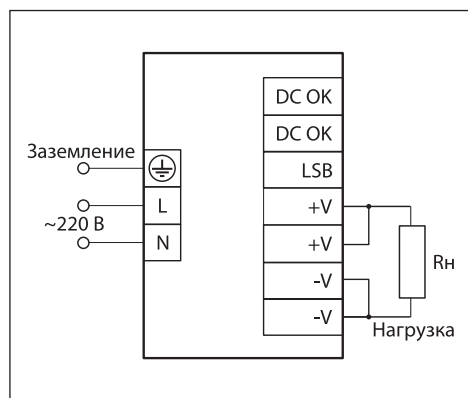 DC OK
DC OK
Заземление
LSB
L
+V
~220 В
N
+V
Rн
-V
-V
Нагрузка